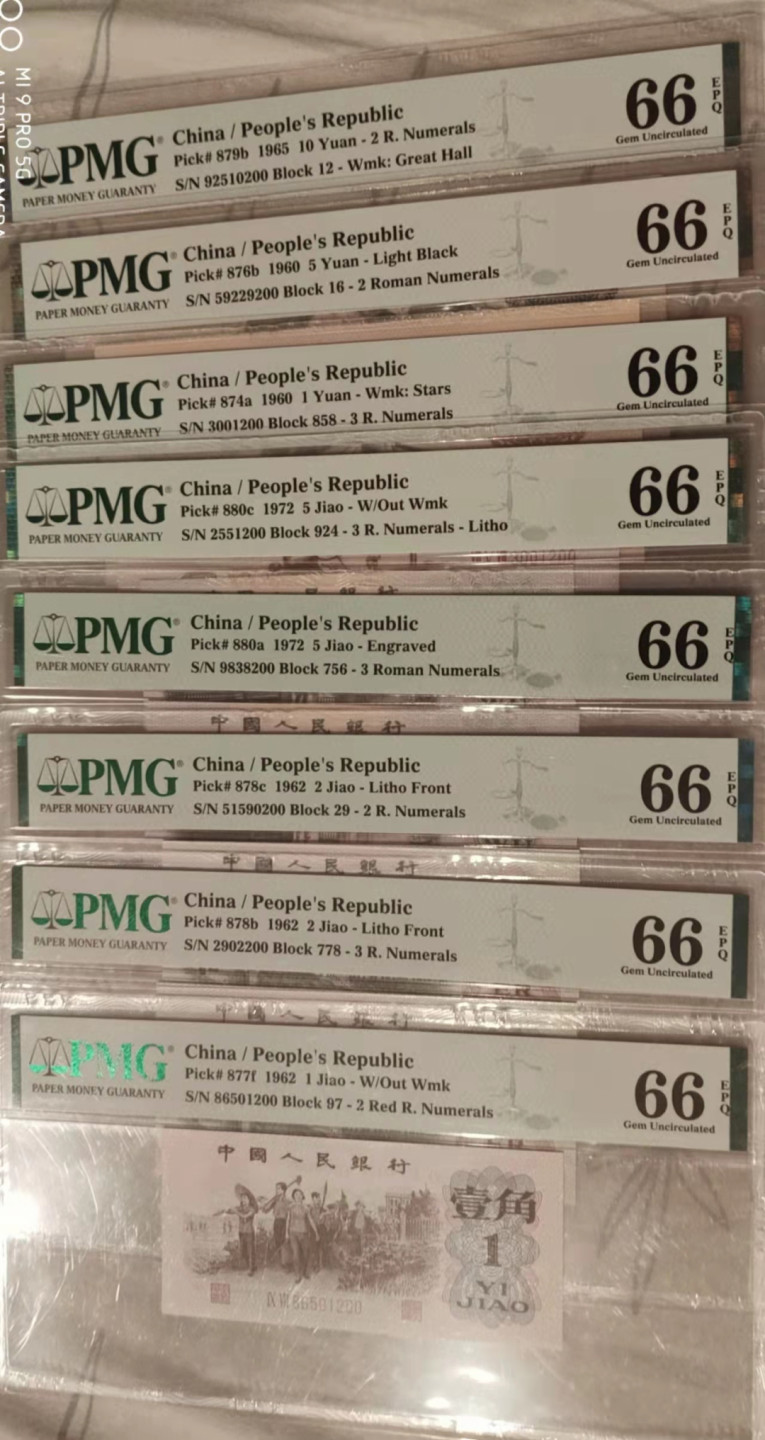 MI 9 PRO 5G
PMG
PAPER MONEY GUARANTY
China / People's Republic
Pick# 879b 1965 10 Yuan - 2 R. Numerals
S/N 92510200 Block 12 - Wmk: Great Hall
66
EPQ
Gem Uncirculated
PMG
PAPER MONEY GUARANTY
China / People's Republic
Pick# 876b 1960 5 Yuan - Light Black
S/N 59229200 Block 16 - 2 Roman Numerals
66
EPQ
Gem Uncirculated
PMG
PAPER MONEY GUARANTY
China / People's Republic
Pick# 874a 1960 1 Yuan - Wmk: Stars
S/N 3001200 Block 858 - 3 R. Numerals
66
EPQ
Gem Uncirculated
PMG
PAPER MONEY GUARANTY
China / People's Republic
Pick# 880c 1972 5 Jiao - W/Out Wmk
S/N 2551200 Block 924 - 3 R. Numerals - Litho
66
EPQ
Gem Uncirculated
3001200
PMG
PAPER MONEY GUARANTY
China / People's Republic
Pick# 880a 1972 5 Jiao - Engraved
S/N 9838200 Block 756 - 3 Roman Numerals
66
EPQ
Gem Uncirculated
中國人民銀行
PMG
PAPER MONEY GUARANTY
China / People's Republic
Pick# 878c 1962 2 Jiao - Litho Front
S/N 51590200 Block 29 - 2 R. Numerals
66
EPQ
Gem Uncirculated
中國人民銀行
PMG
PAPER MONEY GUARANTY
China / People's Republic
Pick# 878b 1962 2 Jiao - Litho Front
S/N 2902200 Block 778 - 3 R. Numerals
66
EPQ
Gem Uncirculated
中國人民銀行
PMG
PAPER MONEY GUARANTY
China / People's Republic
Pick# 877f 1962 1 Jiao - W/Out Wmk
S/N 86501200 Block 97 - 2 Red R. Numerals
66
EPQ
Gem Uncirculated
中國人民銀行
壹角
1
YI
JIAO
86501200